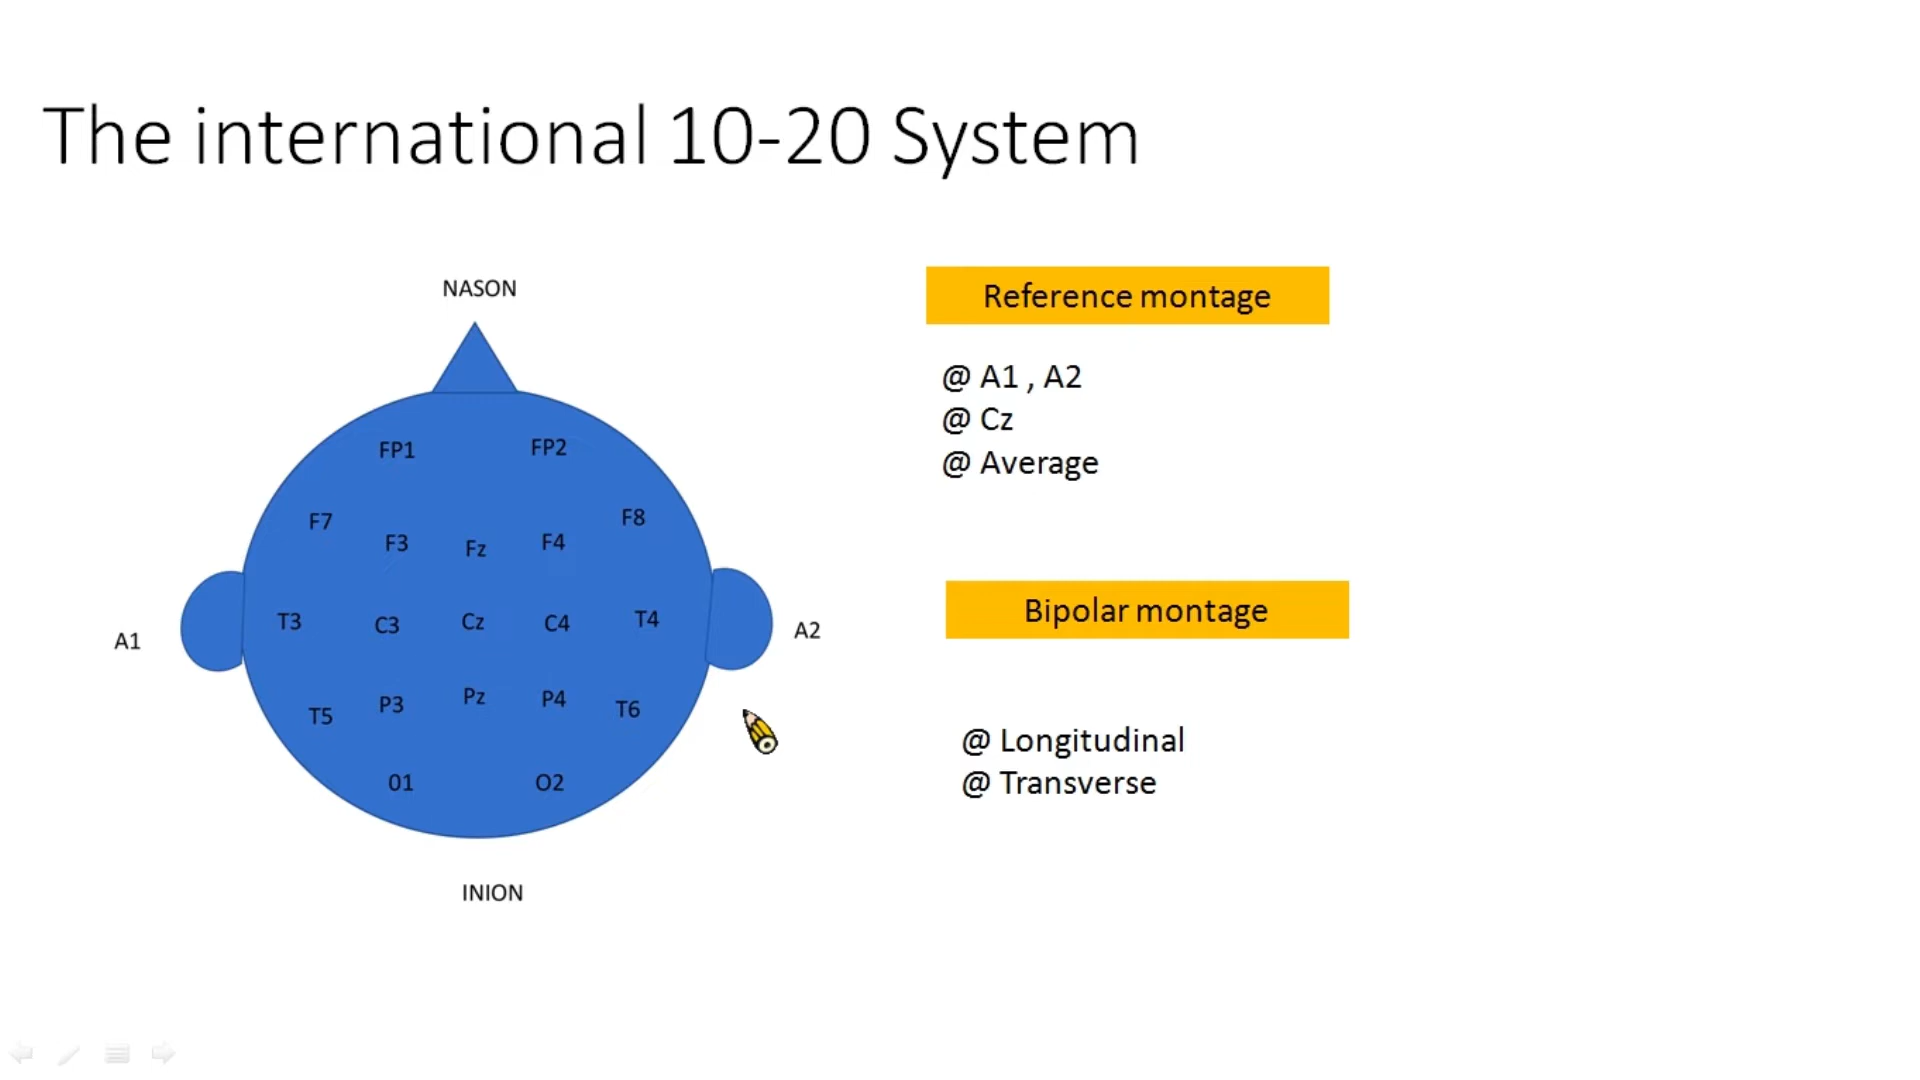 The international 10-20 System
NASON
FP1 FP2
F7 F8
F3 Fz F4
A1 T3 C3 Cz C4 T4 A2
T5 P3 Pz P4 T6
01 O2
INION
Reference montage
@ A1 , A2
@ Cz
@ Average
Bipolar montage
@ Longitudinal
@ Transverse